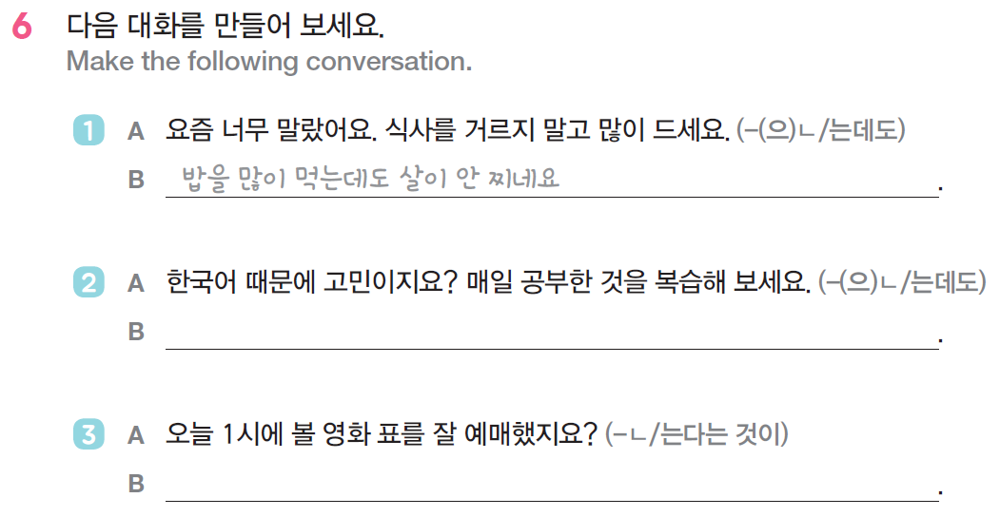 6 다음 대화를 만들어 보세요.
Make the following conversation.
1 A 요즘 너무 말랐어요. 식사를 거르지 말고 많이 드세요. (–(으)ㄴ/는데도)
B 밥을 많이 먹는데도 살이 안 찌네요.
2 A 한국어 때문에 고민이지요? 매일 공부한 것을 복습해 보세요. (–(으)ㄴ/는데도)
B .
3 A 오늘 1시에 볼 영화 표를 잘 예매했지요? (–ㄴ/는다는 것이)
B .